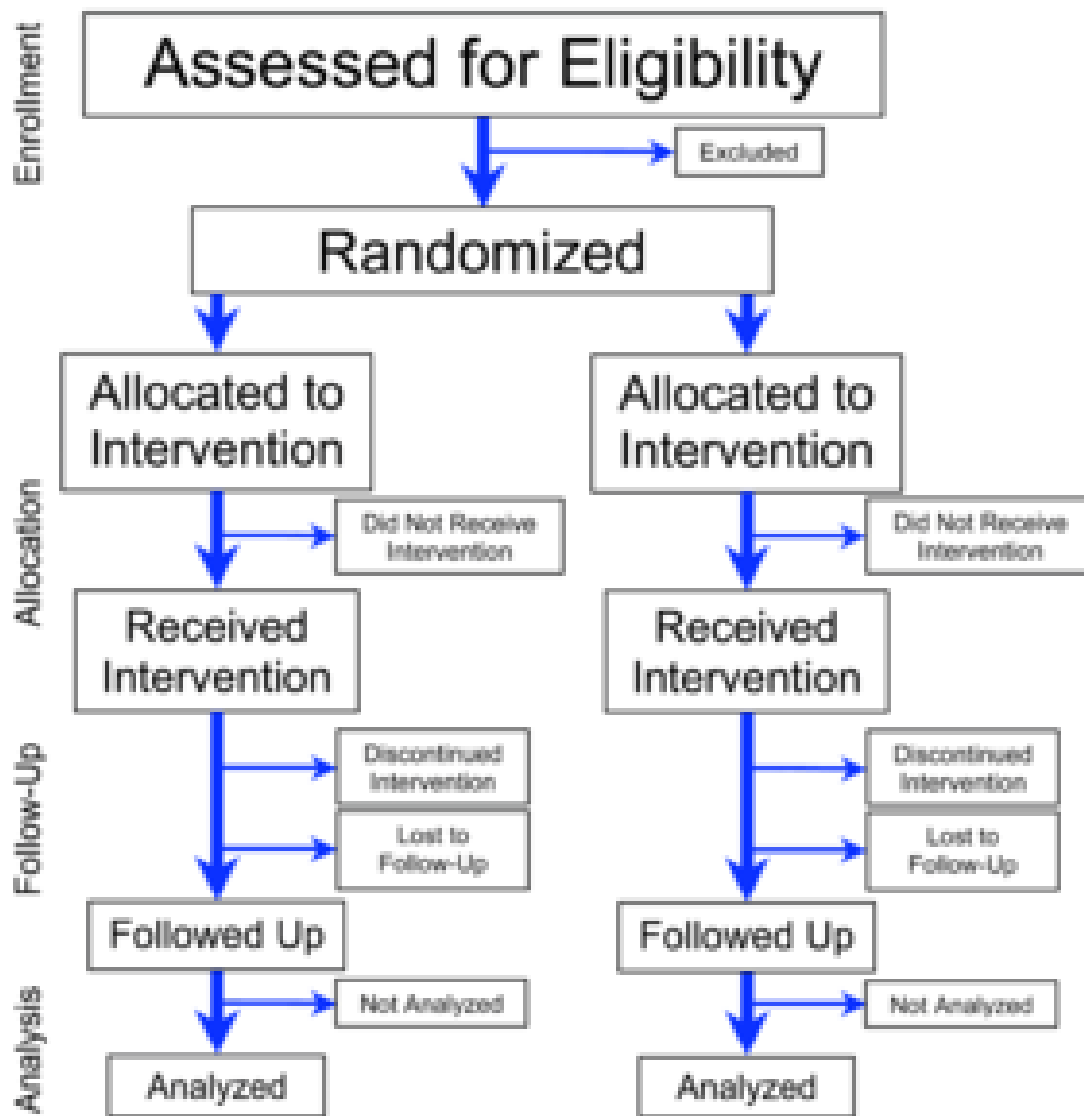 Enrollment
Assessed for Eligibility
Excluded
Randomized
Allocation
Allocated to
Intervention
Did Not Receive
Intervention
Received
Intervention
Allocated to
Intervention
Did Not Receive
Intervention
Received
Intervention
Follow-Up
Discontinued
Intervention
Lost to
Follow-Up
Followed Up
Discontinued
Intervention
Lost to
Follow-Up
Followed Up
Analysis
Not Analyzed
Analyzed
Not Analyzed
Analyzed